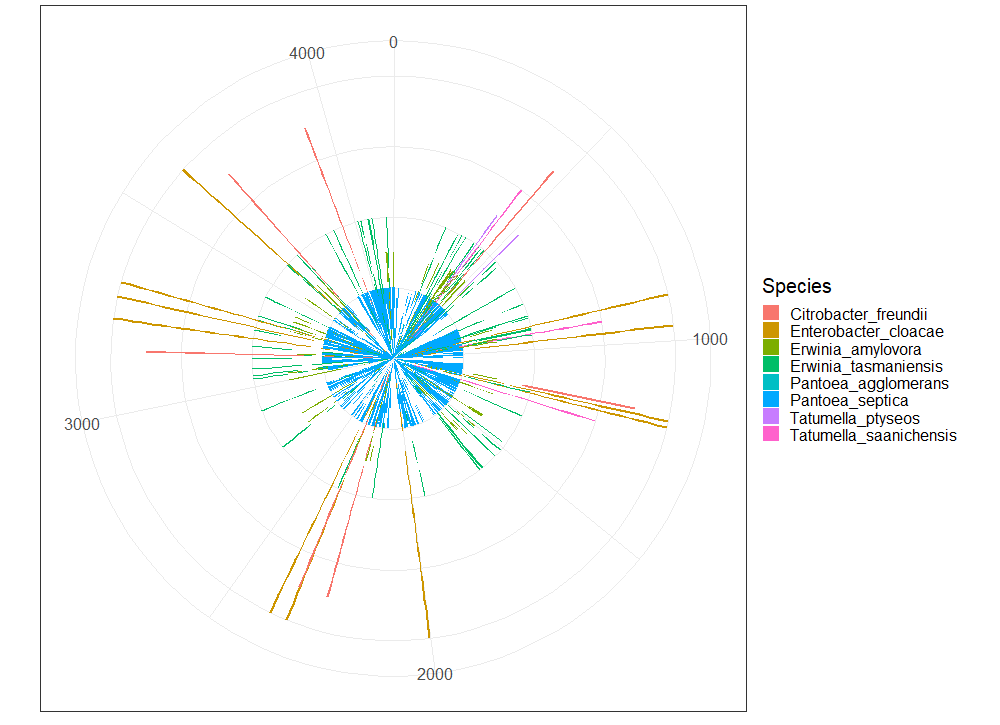 0
1000
2000
3000
4000
Species
Citrobacter_freundii
Enterobacter_cloacae
Erwinia_amylovora
Erwinia_tasmaniensis
Pantoea_agglomerans
Pantoea_septica
Tatumella_ptyseos
Tatumella_saanichensis